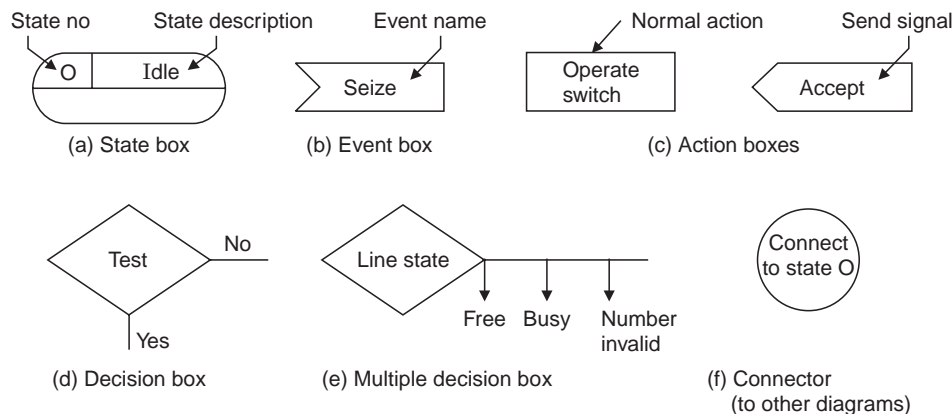 State no
State description
Event name
Normal action
Send signal
O
Idle
Seize
Operate
switch
Accept
(a) State box
(b) Event box
(c) Action boxes
Test
No
Yes
Line state
Free
Busy
Number
invalid
Connect
to state O
(d) Decision box
(e) Multiple decision box
(f) Connector
(to other diagrams)